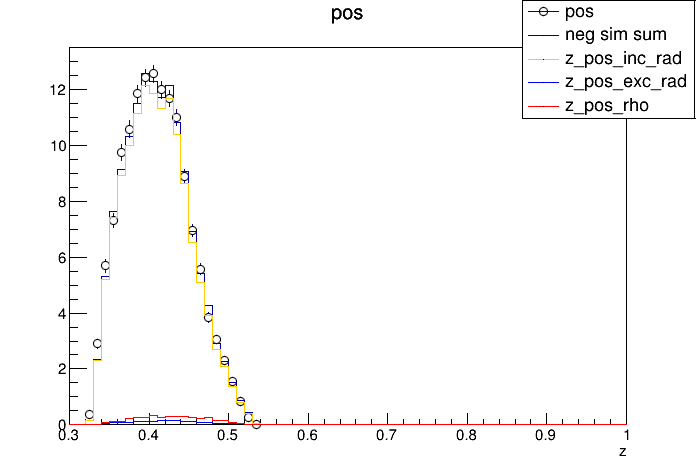 pos
pos
neg sim sum
z_pos_inc_rad
z_pos_exc_rad
z_pos_rho
12
10
8
6
4
2
0
0.3 0.4 0.5 0.6 0.7 0.8 0.9 1
z